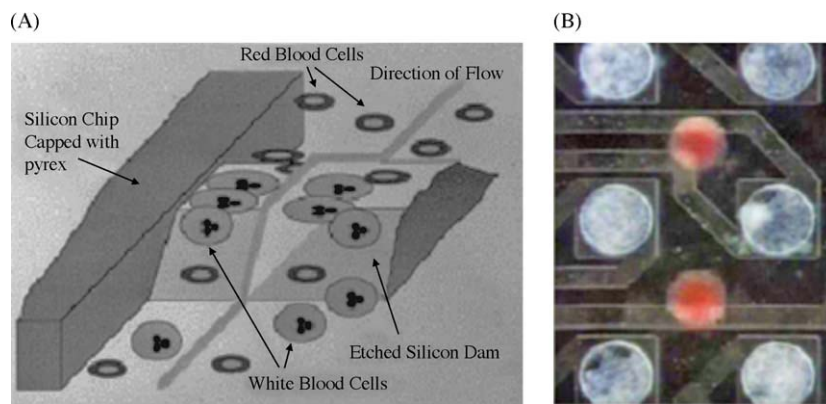 (A)
(B)
Red Blood Cells
Direction of Flow
Silicon Chip
Capped with
pyrex
Etched Silicon Dam
White Blood Cells